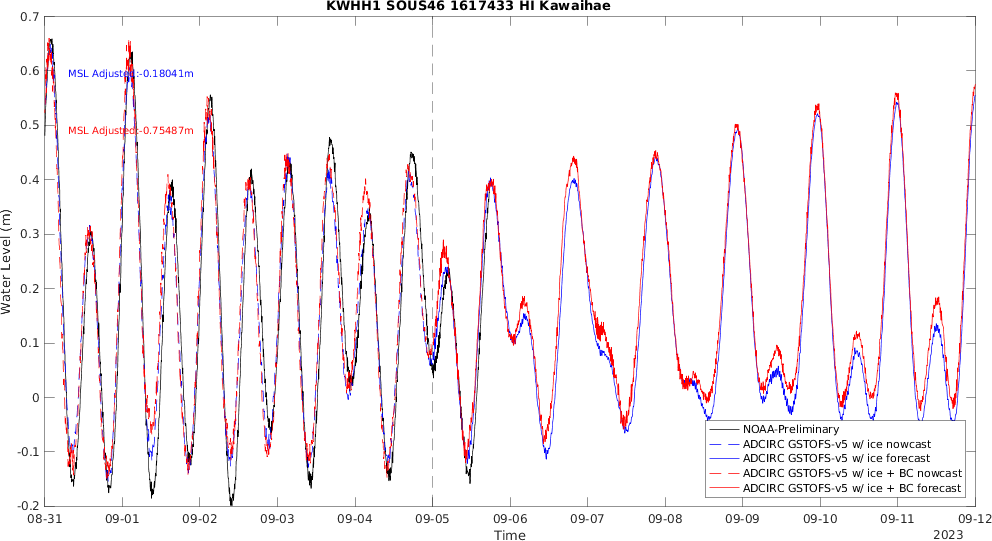 KWHH1 SOUS46 1617433 HI Kawaihae
0.7
0.6
0.5
0.4
0.3
0.2
0.1
0
-0.1
-0.2
Water Level (m)
MSL Adjusted:-0.18041m
MSL Adjusted:-0.75487m
NOAA-Preliminary
ADCIRC GSTOFS-v5 w/ ice nowcast
ADCIRC GSTOFS-v5 w/ ice forecast
ADCIRC GSTOFS-v5 w/ ice + BC nowcast
ADCIRC GSTOFS-v5 w/ ice + BC forecast
08-31 09-01 09-02 09-03 09-04 09-05 09-06 09-07 09-08 09-09 09-10 09-11 09-12
Time
2023